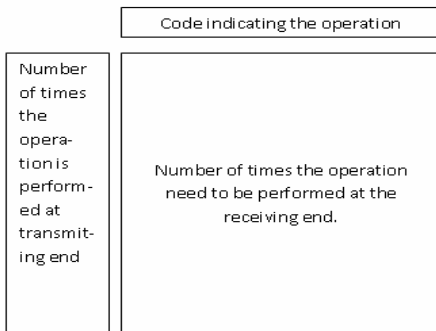 Code indicating the operation
Number
of times
the
opera-
tion is
perform-
ed at
transmit-
ing end
Number of times the operation
need to be performed at the
receiving end.